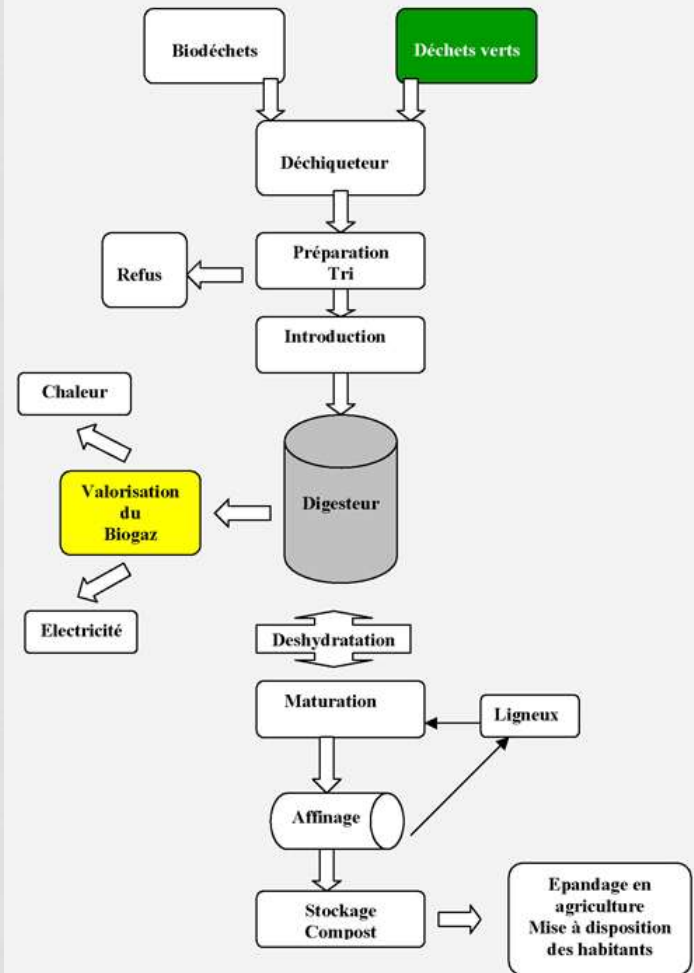 Biodéchets
Déchets verts
Déchiqueteur
Préparation
Tri
Refus
Introduction
Chaleur
Valorisation
du
Biogaz
Digesteur
Electricité
Deshydratation
Maturation
Ligneux
Affinage
Stockage
Compost
Epandage en
agriculture
Mise à disposition
des habitants